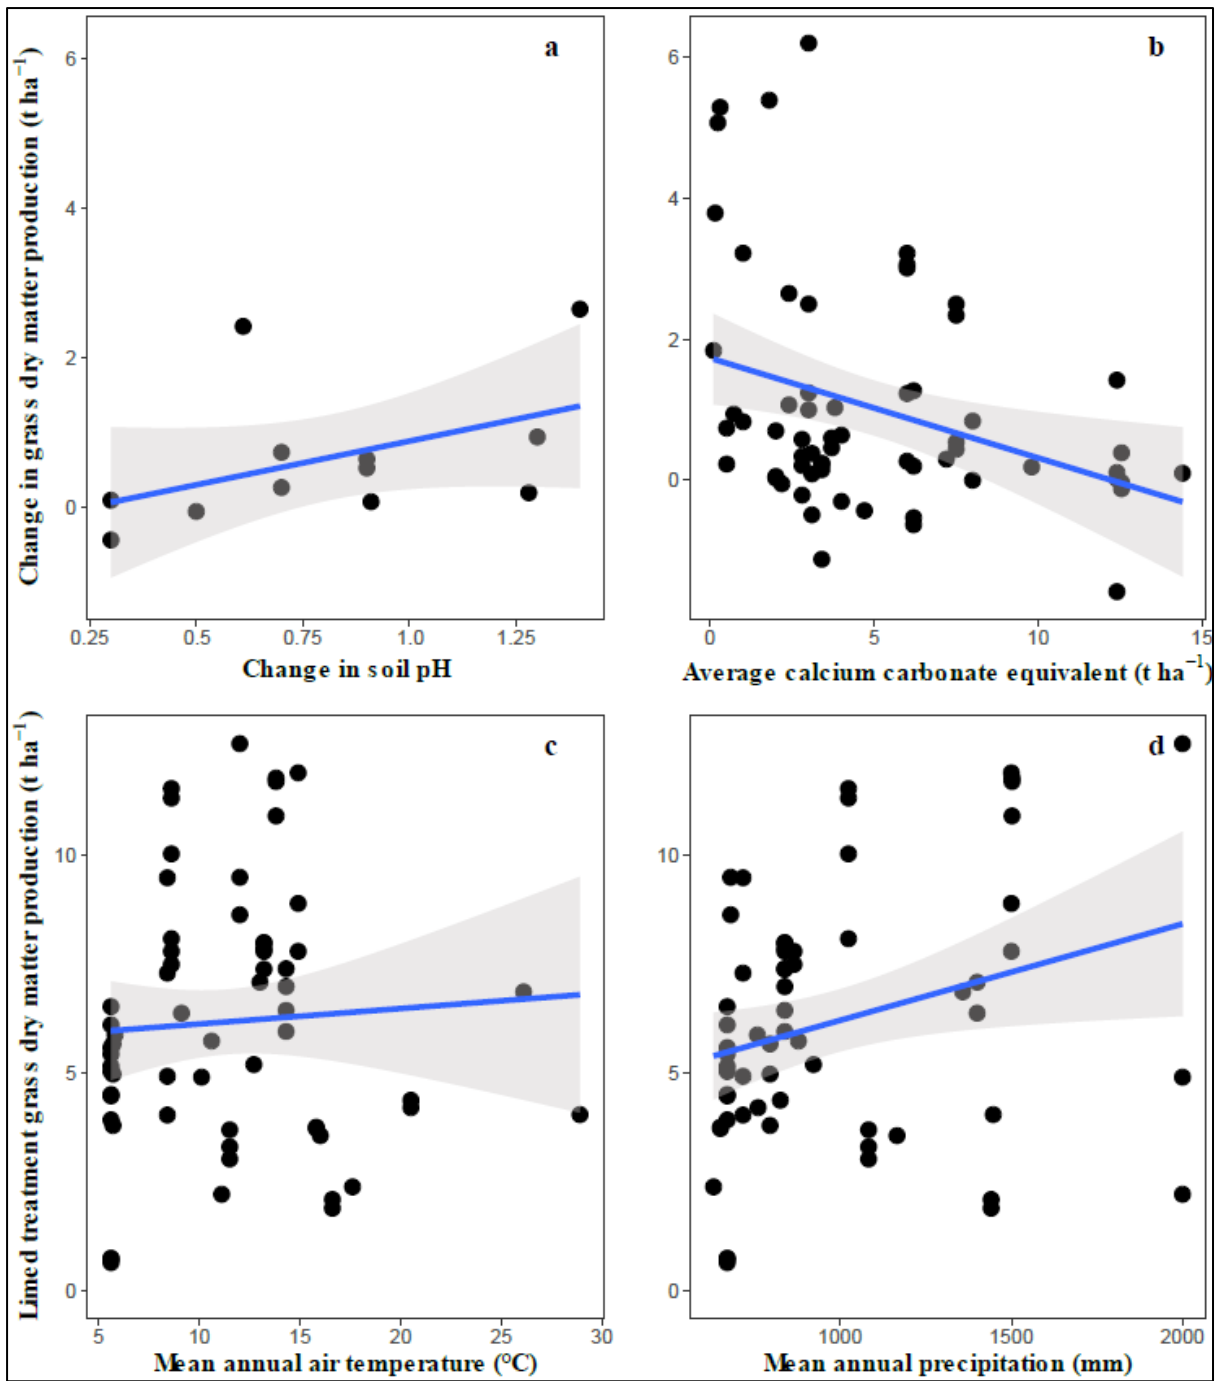 a
Change in grass dry matter production (t ha⁻¹)
6
4
2
0
0.25 0.5 0.75 1.0 1.25
Change in soil pH
b
6
4
2
0
0 5 10 15
Average calcium carbonate equivalent (t ha⁻¹)
c
Limed treatment grass dry matter production (t ha⁻¹)
10
5
0
5 10 15 20 25 30
Mean annual air temperature (°C)
d
10
5
0
1000 1500 2000
Mean annual precipitation (mm)